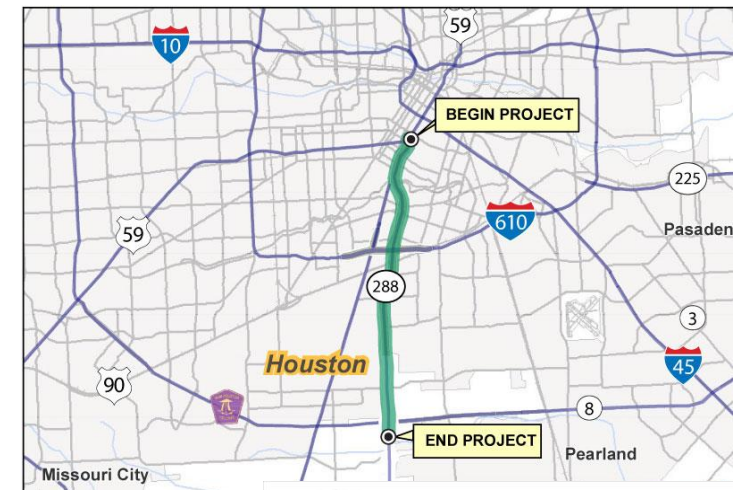 59
10
BEGIN PROJECT
225
610
Pasaden
59
288
3
Houston
45
90
8
END PROJECT
Pearland
Missouri City